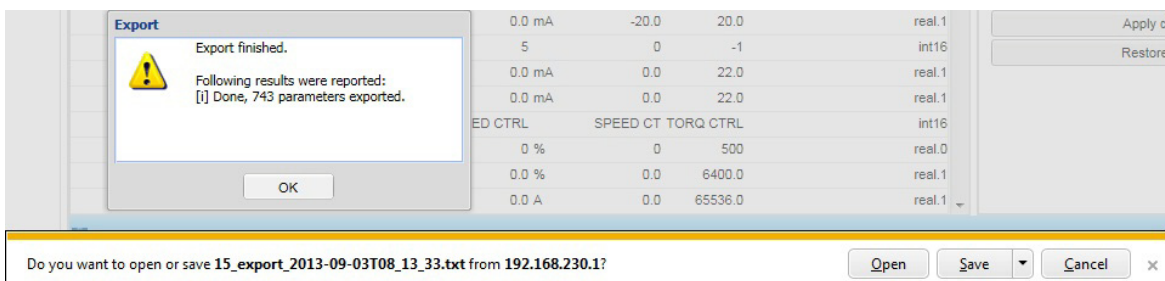 Export
Export finished.
Following results were reported:
[i] Done, 743 parameters exported.
OK
0.0 mA -20.0 20.0 real.1
5 0 -1 int16
0.0 mA 0.0 22.0 real.1
0.0 mA 0.0 22.0 real.1
ED CTRL SPEED CT TORQ CTRL int16
0 % 0 500 real.0
0.0 % 0.0 6400.0 real.1
0.0 A 0.0 65536.0 real.1
Apply
Restore
Do you want to open or save 15_export_2013-09-03T08_13_33.txt from 192.168.230.1?
Open Save Cancel ×